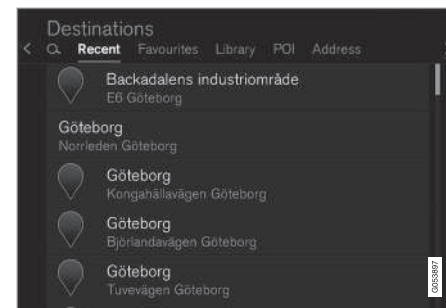 Destinations
Recent Favourites Library POI Address
Backadalens industriområde
E6 Göteborg
Göteborg
Norrleden Göteborg
Göteborg
Kongahällavägen Göteborg
Göteborg
Björlandavägen Göteborg
Göteborg
Tuvevägen Göteborg
G053897